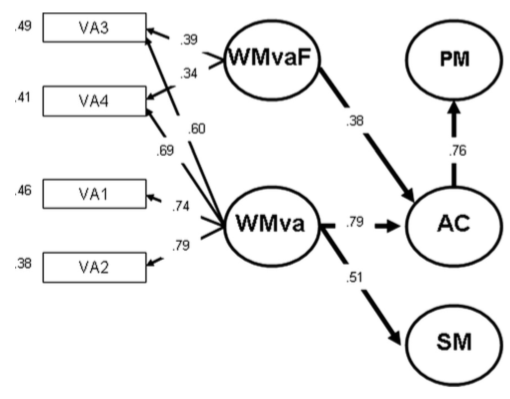 .49
VA3
.39
WMvaF
PM
.34
.41
VA4
.38
.60
.69
.76
.46
VA1
.74
WMva
.79
AC
.79
.38
VA2
.51
SM